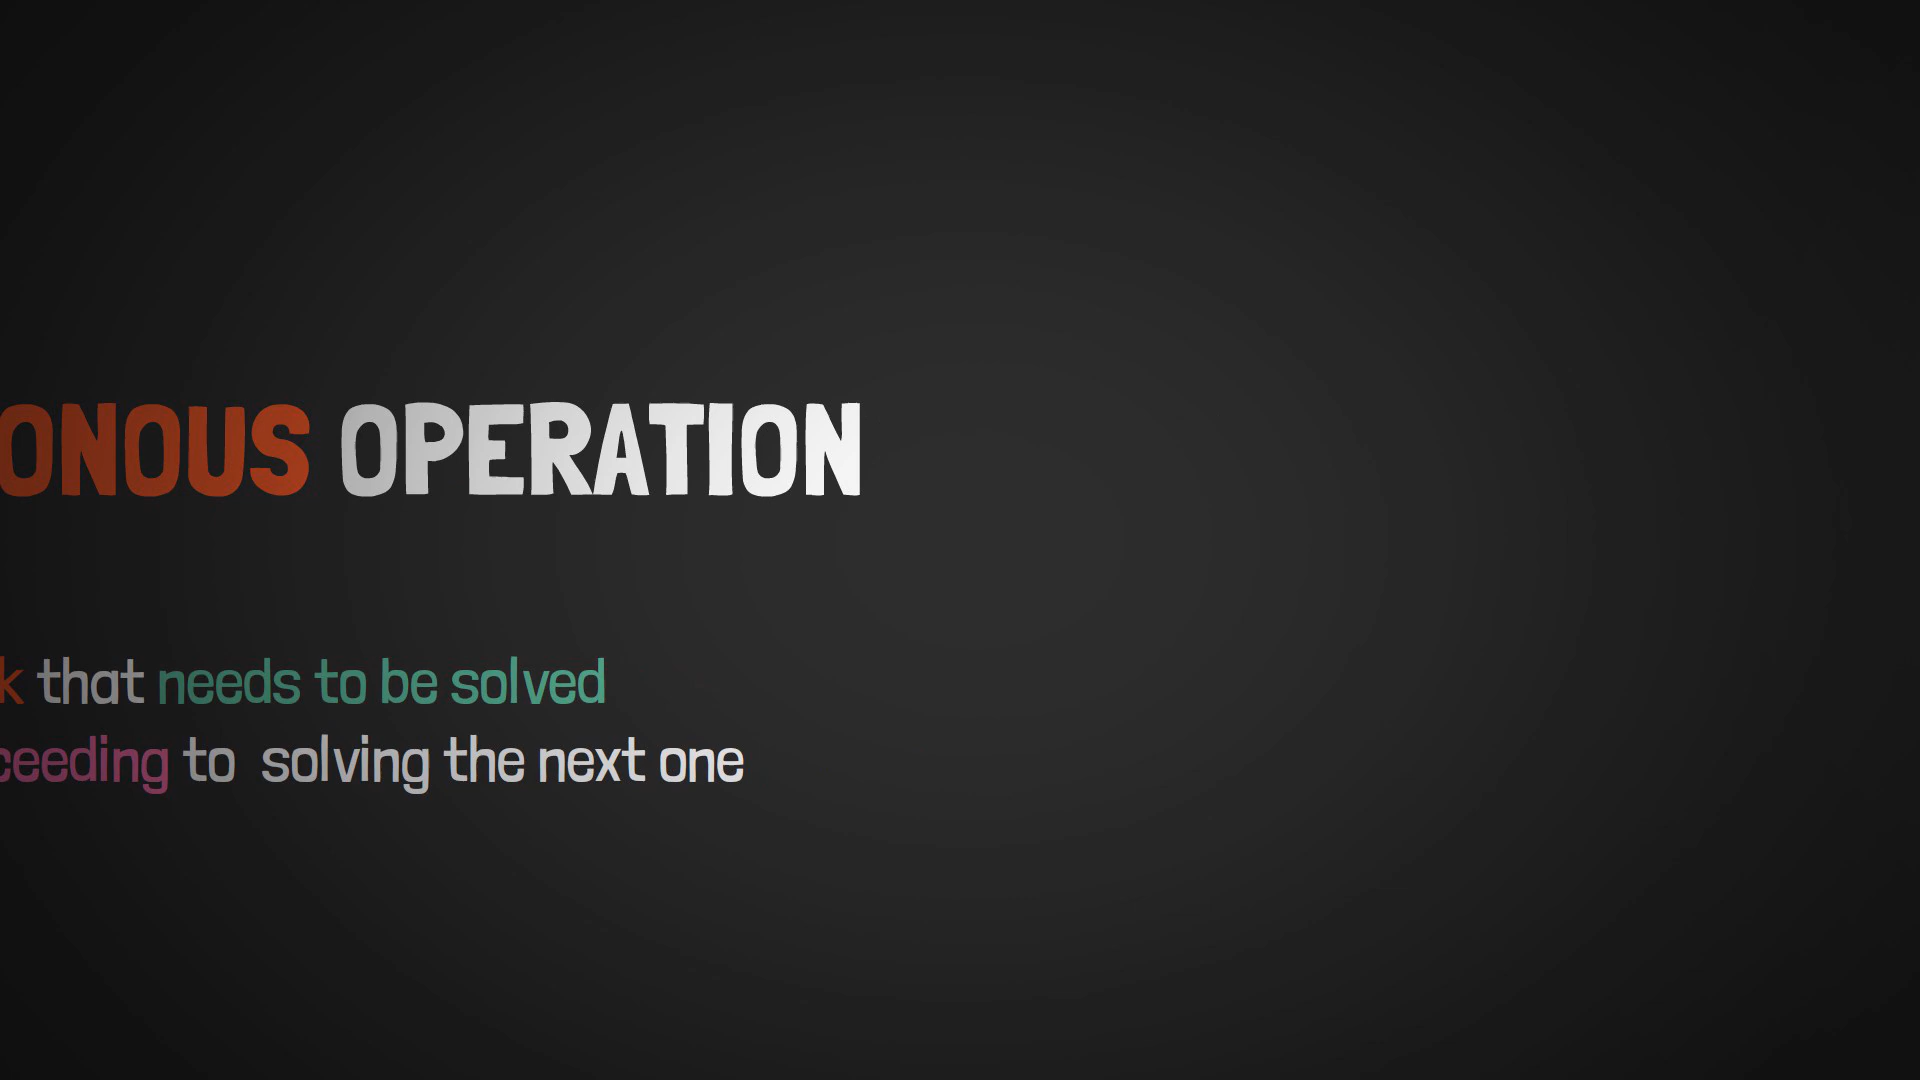 ONOUS OPERATION
k that needs to be solved
ceeding to solving the next one